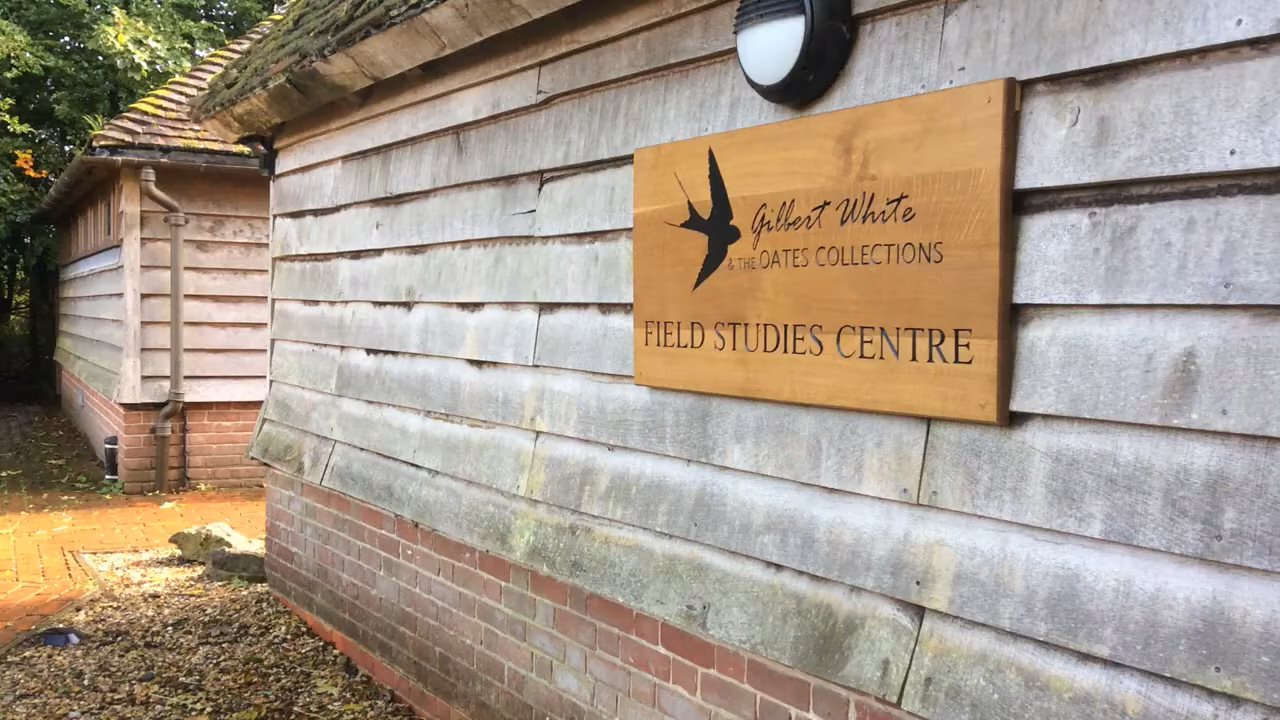 Gilbert White
& THE OATES COLLECTIONS
FIELD STUDIES CENTRE